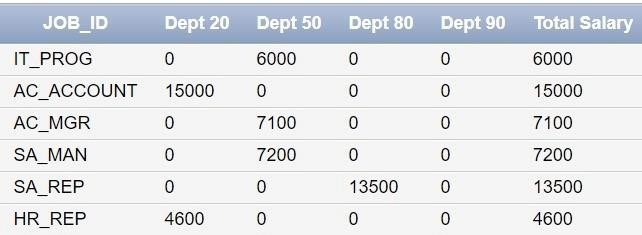 JOB_ID Dept 20 Dept 50 Dept 80 Dept 90 Total Salary
IT_PROG 0 6000 0 0 6000
AC_ACCOUNT 15000 0 0 0 15000
AC_MGR 0 7100 0 0 7100
SA_MAN 0 7200 0 0 7200
SA_REP 0 0 13500 0 13500
HR_REP 4600 0 0 0 4600